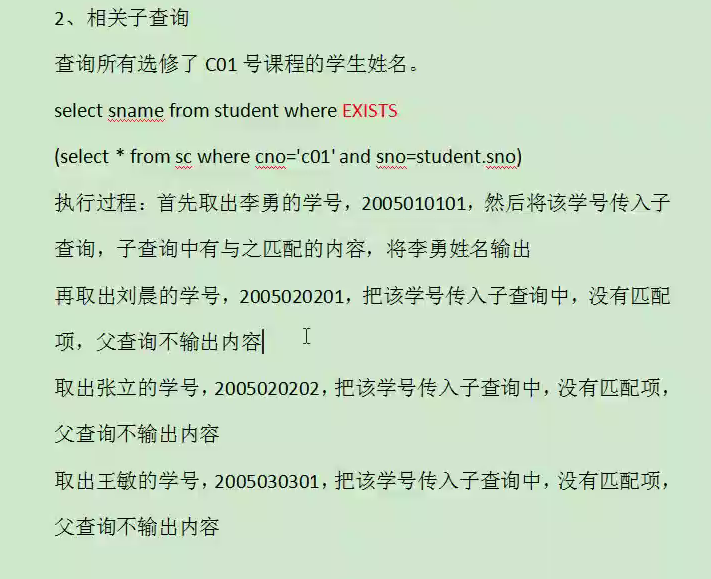 2、相关子查询
查询所有选修了 C01 号课程的学生姓名。
select sname from student where EXISTS
(select * from sc where cno='c01' and sno=student.sno)
执行过程：首先取出李勇的学号，2005010101，然后将该学号传入子
查询，子查询中有与之匹配的内容，将李勇姓名输出
再取出刘晨的学号，2005020201，把该学号传入子查询中，没有匹配
项，父查询不输出内容
取出张立的学号，2005020202，把该学号传入子查询中，没有匹配项，
父查询不输出内容
取出王敏的学号，2005030301，把该学号传入子查询中，没有匹配项，
父查询不输出内容